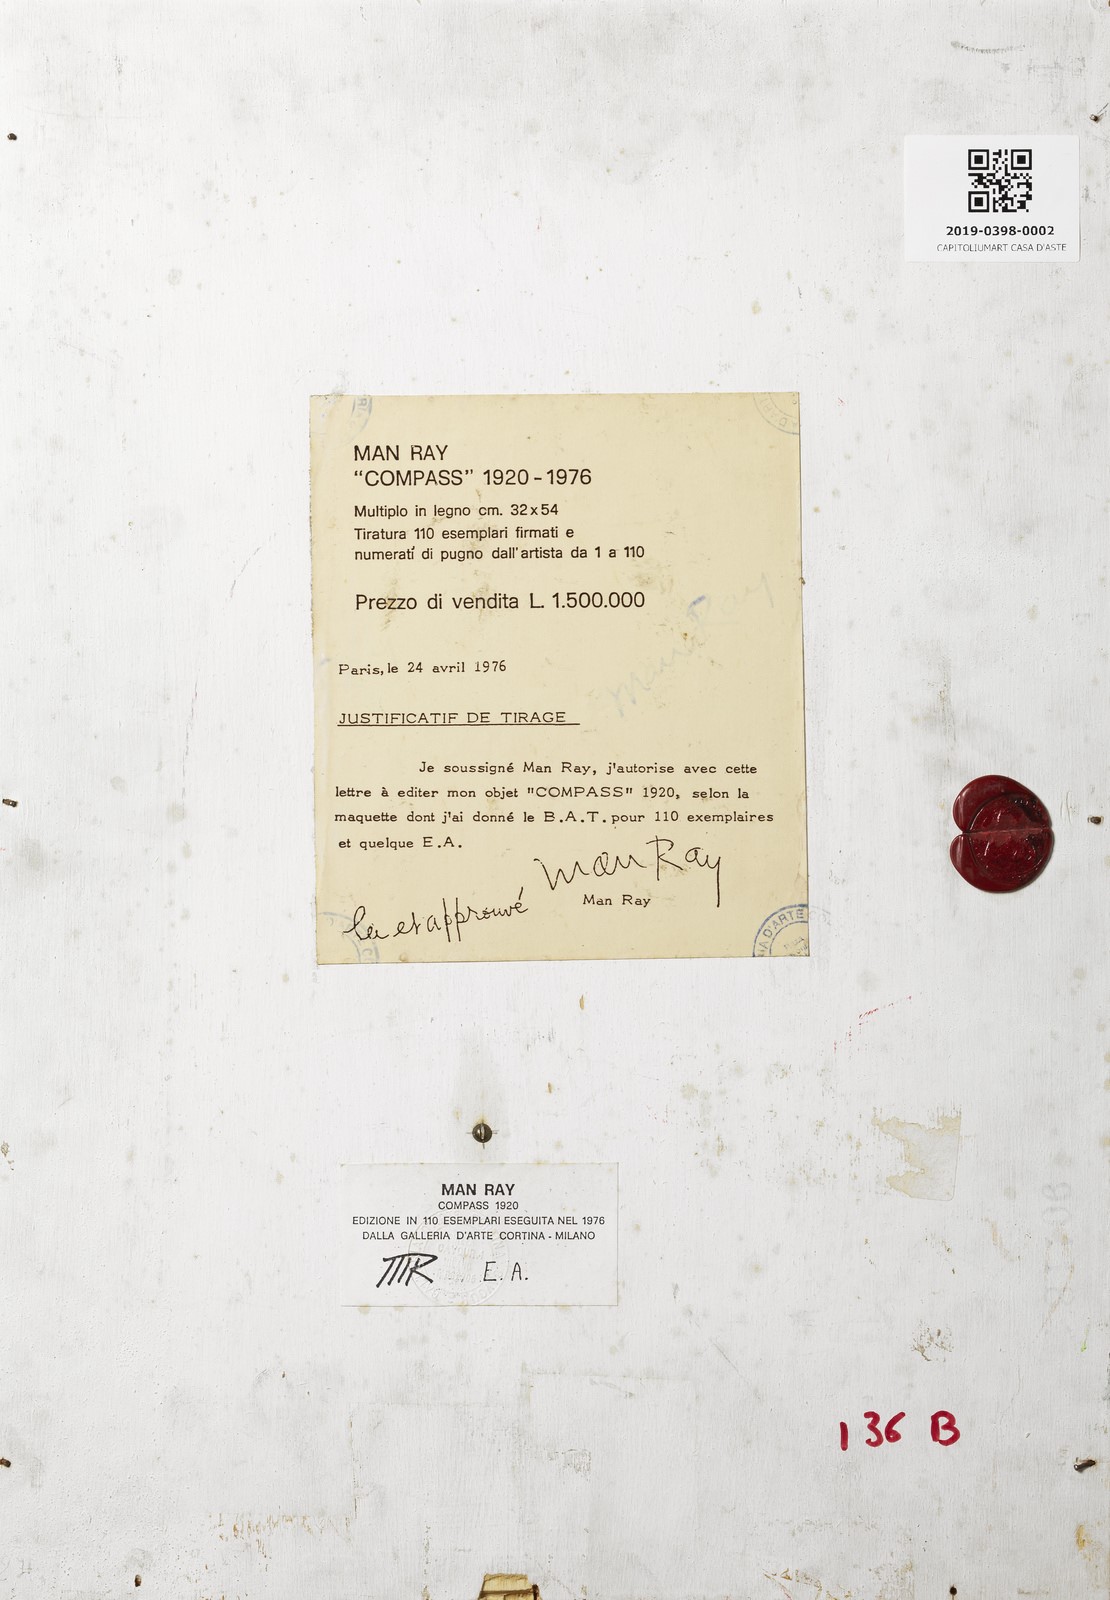 2019-0398-0002
CAPITOLIUMART CASA D'ASTE
MAN RAY
“COMPASS” 1920-1976
Multiplo in legno cm. 32x54
Tiratura 110 esemplari firmati e
numerati di pugno dall'artista da 1 a 110
Prezzo di vendita L. 1.500.000
Man Ray
Paris, le 24 avril 1976
JUSTIFICATIF DE TIRAGE
Je soussigné Man Ray, j'autorise avec cette
lettre à editer mon objet "COMPASS" 1920, selon la
maquette dont j'ai donné le B.A.T. pour 110 exemplaires
et quelque E.A.
Man Ray
Man Ray
lu et approuvé
D'ARTE
MAN RAY
COMPASS 1920
EDIZIONE IN 110 ESEMPLARI ESEGUITA NEL 1976
DALLA GALLERIA D'ARTE CORTINA - MILANO
MR E.A.
136 B